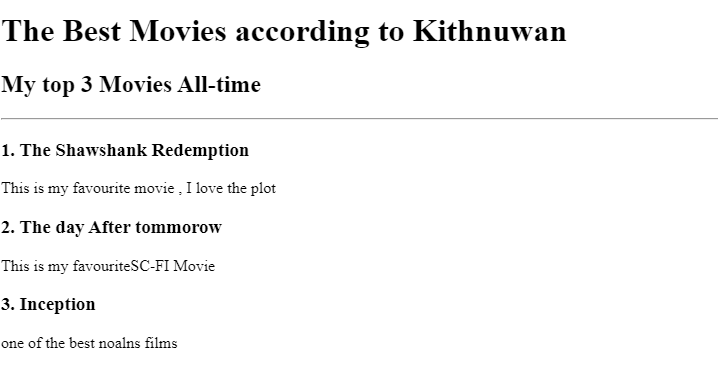 The Best Movies according to Kithnuwan
My top 3 Movies All-time
1. The Shawshank Redemption
This is my favourite movie , I love the plot
2. The day After tommorow
This is my favouriteSC-FI Movie
3. Inception
one of the best noalns films